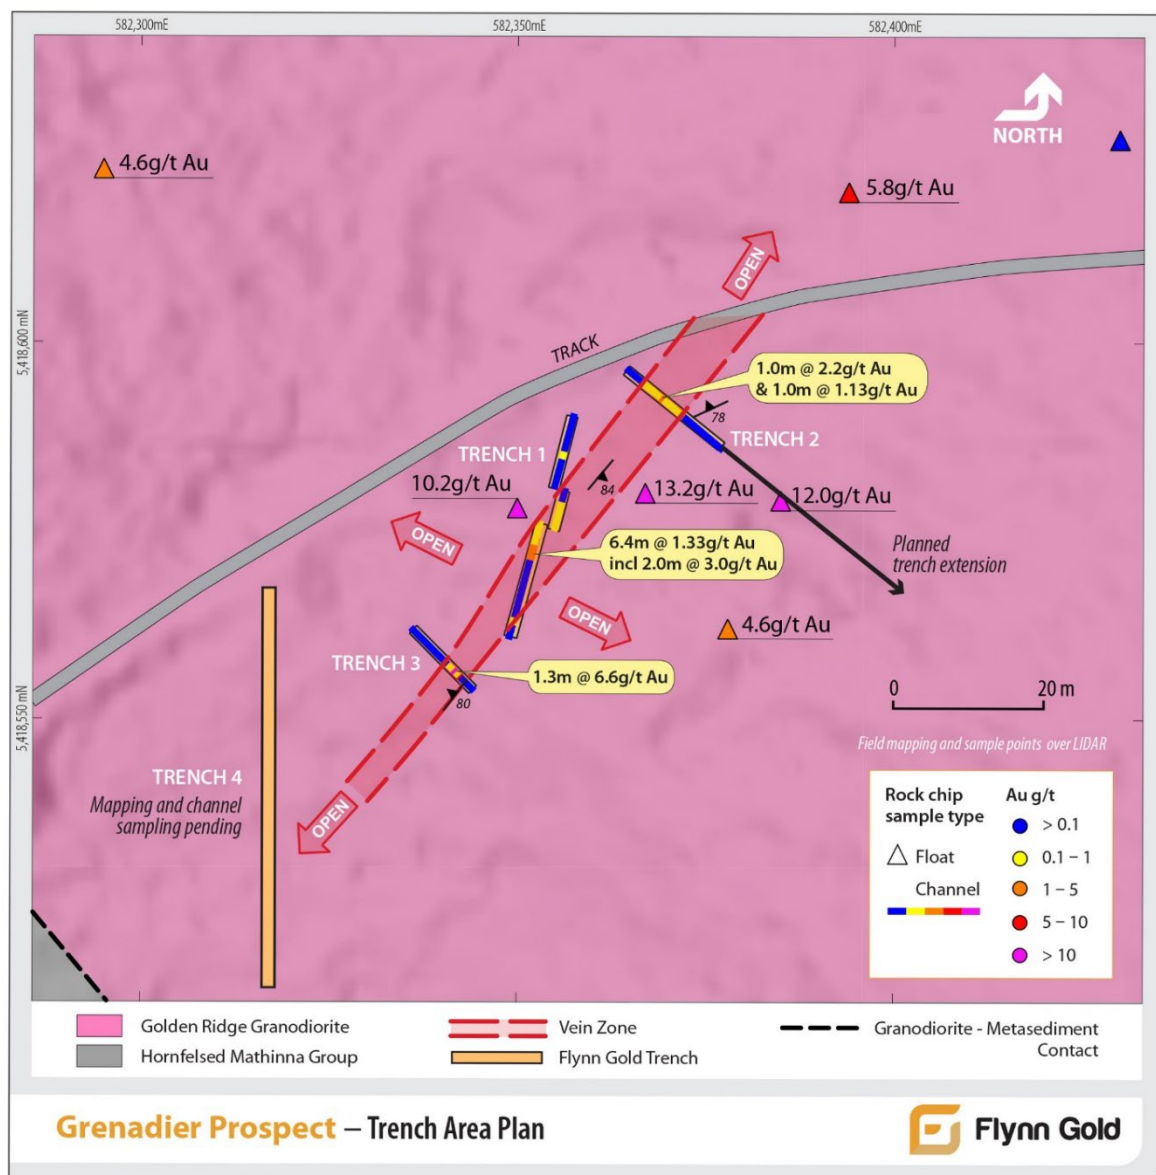 582,300mE
582,350mE
582,400mE
NORTH
4.6g/t Au
5.8g/t Au
OPEN
5,418,600 mN
TRACK
1.0m @ 2.2g/t Au
& 1.0m @ 1.13g/t Au
78
TRENCH 2
TRENCH 1
10.2g/t Au
84
13.2g/t Au
12.0g/t Au
OPEN
6.4m @ 1.33g/t Au
incl 2.0m @ 3.0g/t Au
Planned
trench extension
OPEN
4.6g/t Au
TRENCH 3
1.3m @ 6.6g/t Au
80
0
20 m
5,418,550 mN
Field mapping and sample points over LIDAR
TRENCH 4
Mapping and channel
sampling pending
OPEN
Rock chip
sample type
Float
Channel
Au g/t
> 0.1
0.1 – 1
1 – 5
5 – 10
> 10
Golden Ridge Granodiorite
Hornfelsed Mathinna Group
Vein Zone
Flynn Gold Trench
Granodiorite - Metasediment
Contact
Grenadier Prospect – Trench Area Plan
Flynn Gold